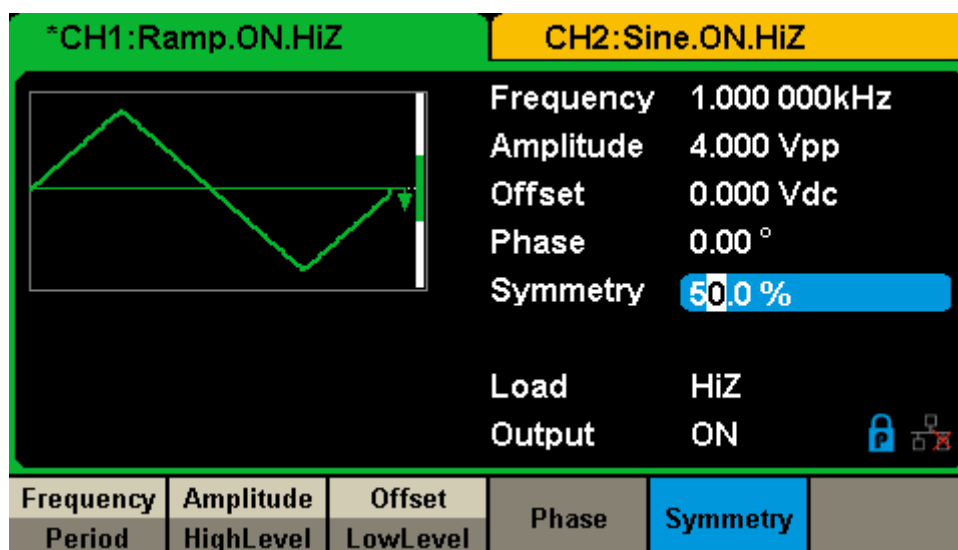 *CH1:Ramp.ON.HiZ
CH2:Sine.ON.HiZ
Frequency 1.000 000kHz
Amplitude 4.000 Vpp
Offset 0.000 Vdc
Phase 0.00 °
Symmetry 50.0 %
Load HiZ
Output ON
P
Frequency Amplitude Offset
Phase Symmetry
Period HighLevel LowLevel